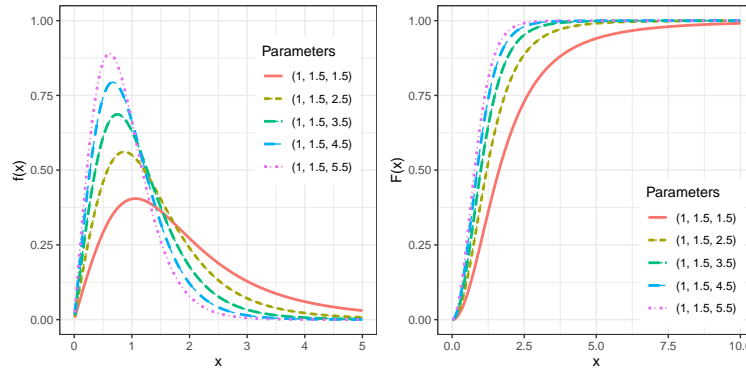 f(x)
1.00
0.75
0.50
0.25
0.00
Parameters
(1, 1.5, 1.5)
(1, 1.5, 2.5)
(1, 1.5, 3.5)
(1, 1.5, 4.5)
(1, 1.5, 5.5)
0 1 2 3 4 5
x
F(x)
1.00
0.75
0.50
0.25
0.00
Parameters
(1, 1.5, 1.5)
(1, 1.5, 2.5)
(1, 1.5, 3.5)
(1, 1.5, 4.5)
(1, 1.5, 5.5)
0.0 2.5 5.0 7.5 10.0
x